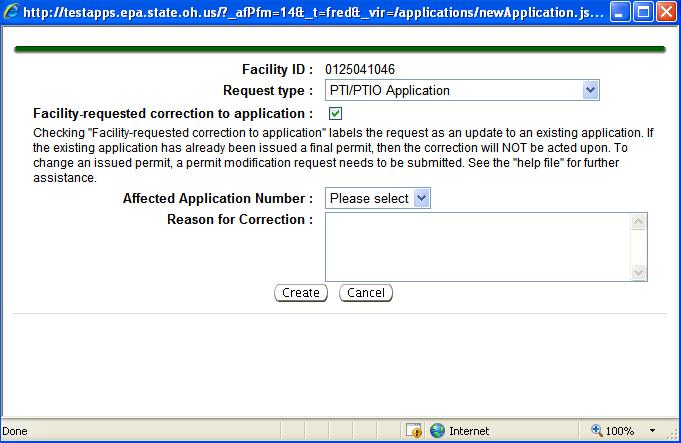 http://testapps.epa.state.oh.us/?_afPfm=14&_t=fred&_vir=/applications/newApplication.js...
Facility ID : 0125041046
Request type : PTI/PTIO Application
Facility-requested correction to application :
Checking "Facility-requested correction to application" labels the request as an update to an existing application. If
the existing application has already been issued a final permit, then the correction will NOT be acted upon. To
change an issued permit, a permit modification request needs to be submitted. See the "help file" for further
assistance.
Affected Application Number : Please select
Reason for Correction :
Create Cancel
Done Internet 100%